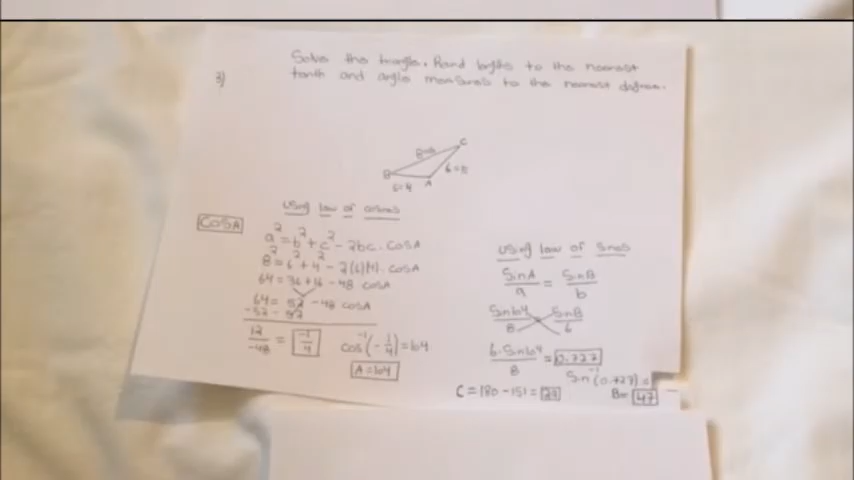 3)
Solve the triangle. Round lengths to the nearest
tenth and angle measures to the nearest degree.
C
B
A
Using law of cosines
COSA
a² = b² + c² - 2bc · COSA
8² = 6² + 4² - 2(6)(4) · COSA
64 = 36 + 16 - 48 COSA
64 = 52 - 48 COSA
-52 - 52
12/-48 = -1/4
cos⁻¹(-1/4) = 104
A = 104
Using law of Sines
SinA/a = SinB/b
Sin104/8 SinB/6
6·Sin104/8 = 0.727
Sin⁻¹(0.727) =
B = 47
C = 180 - 151 = 29